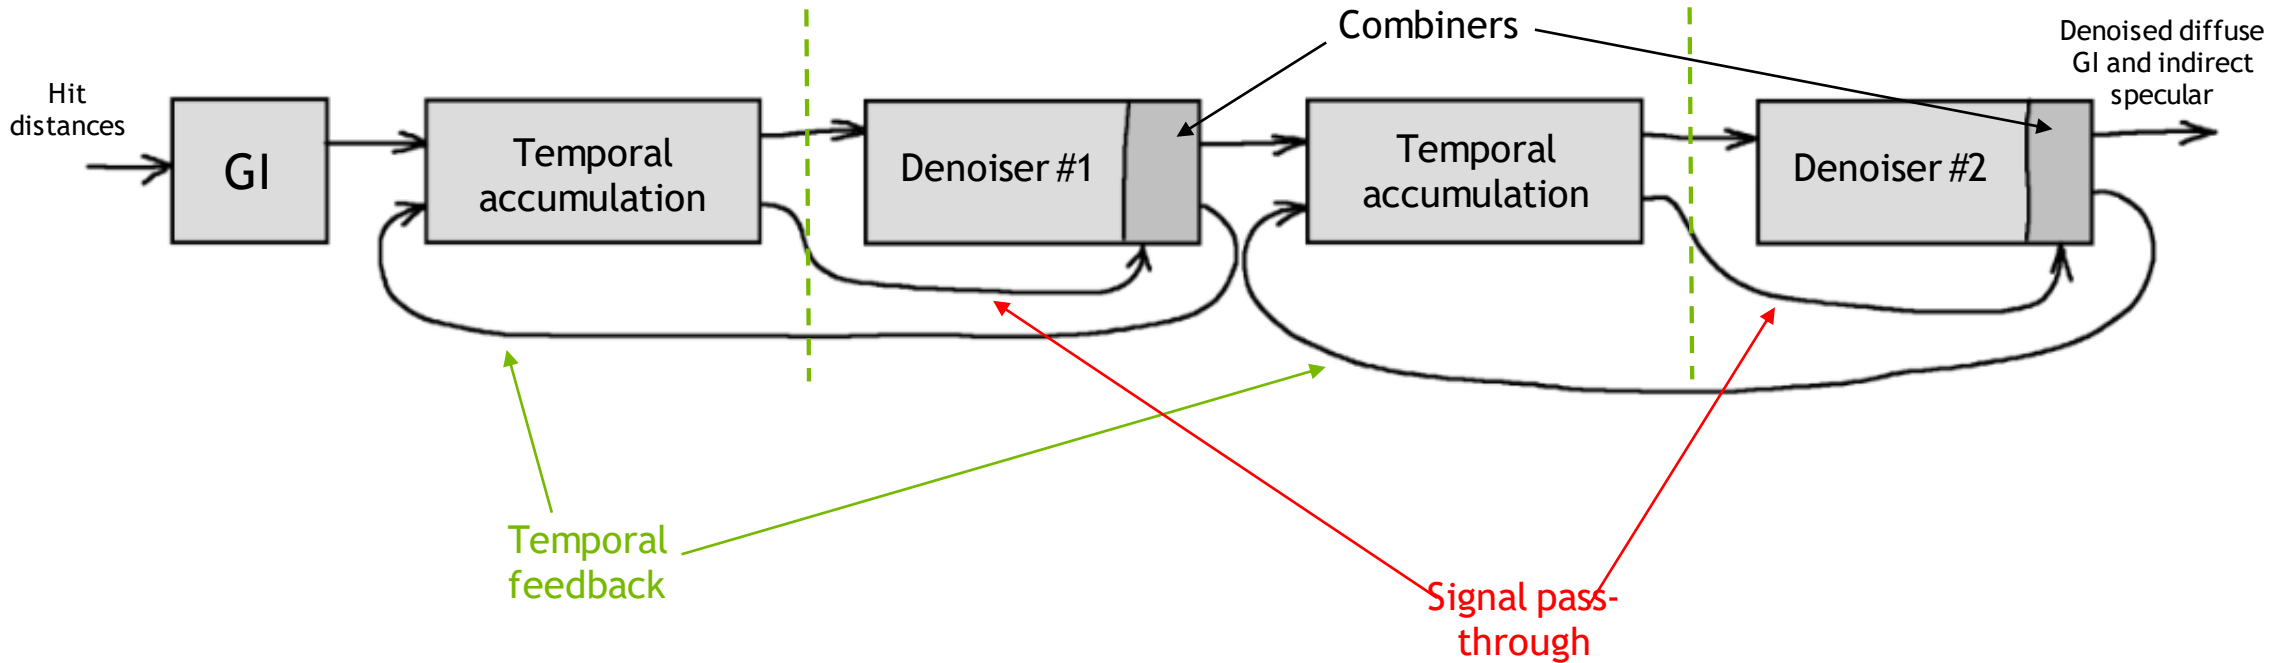 Combiners
Denoised diffuse
GI and indirect
specular
Hit
distances
GI
Temporal
accumulation
Denoiser #1
Temporal
accumulation
Denoiser #2
Temporal
feedback
Signal pass-
through